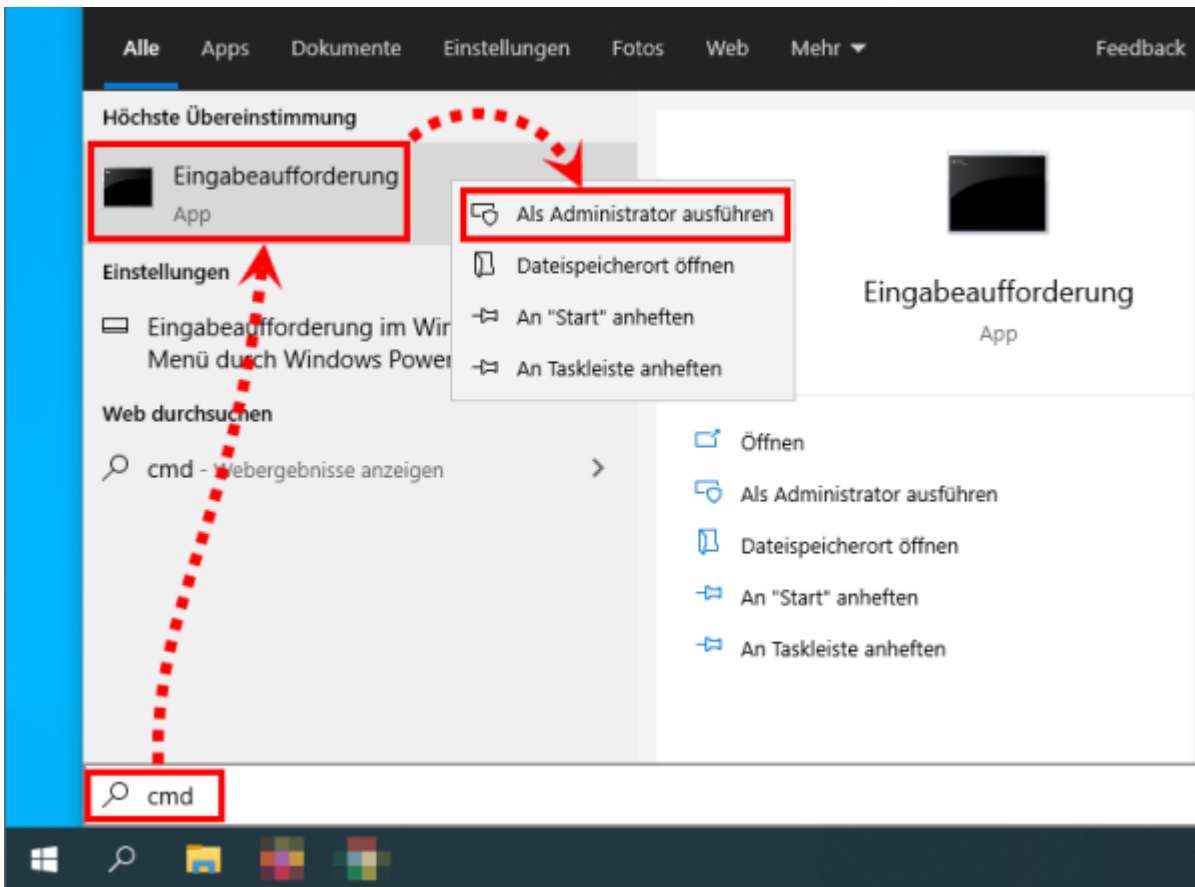 Alle Apps Dokumente Einstellungen Fotos Web Mehr Feedback
Höchste Übereinstimmung
Eingabeaufforderung
App
Einstellungen
Eingabeaufforderung im
Menü durch Windows
Web durchsuchen
cmd - Webergebnisse anzeigen
Als Administrator ausführen
Dateispeicherort öffnen
An "Start" anheften
An Taskleiste anheften
Eingabeaufforderung
App
Öffnen
Als Administrator ausführen
Dateispeicherort öffnen
An "Start" anheften
An Taskleiste anheften
cmd